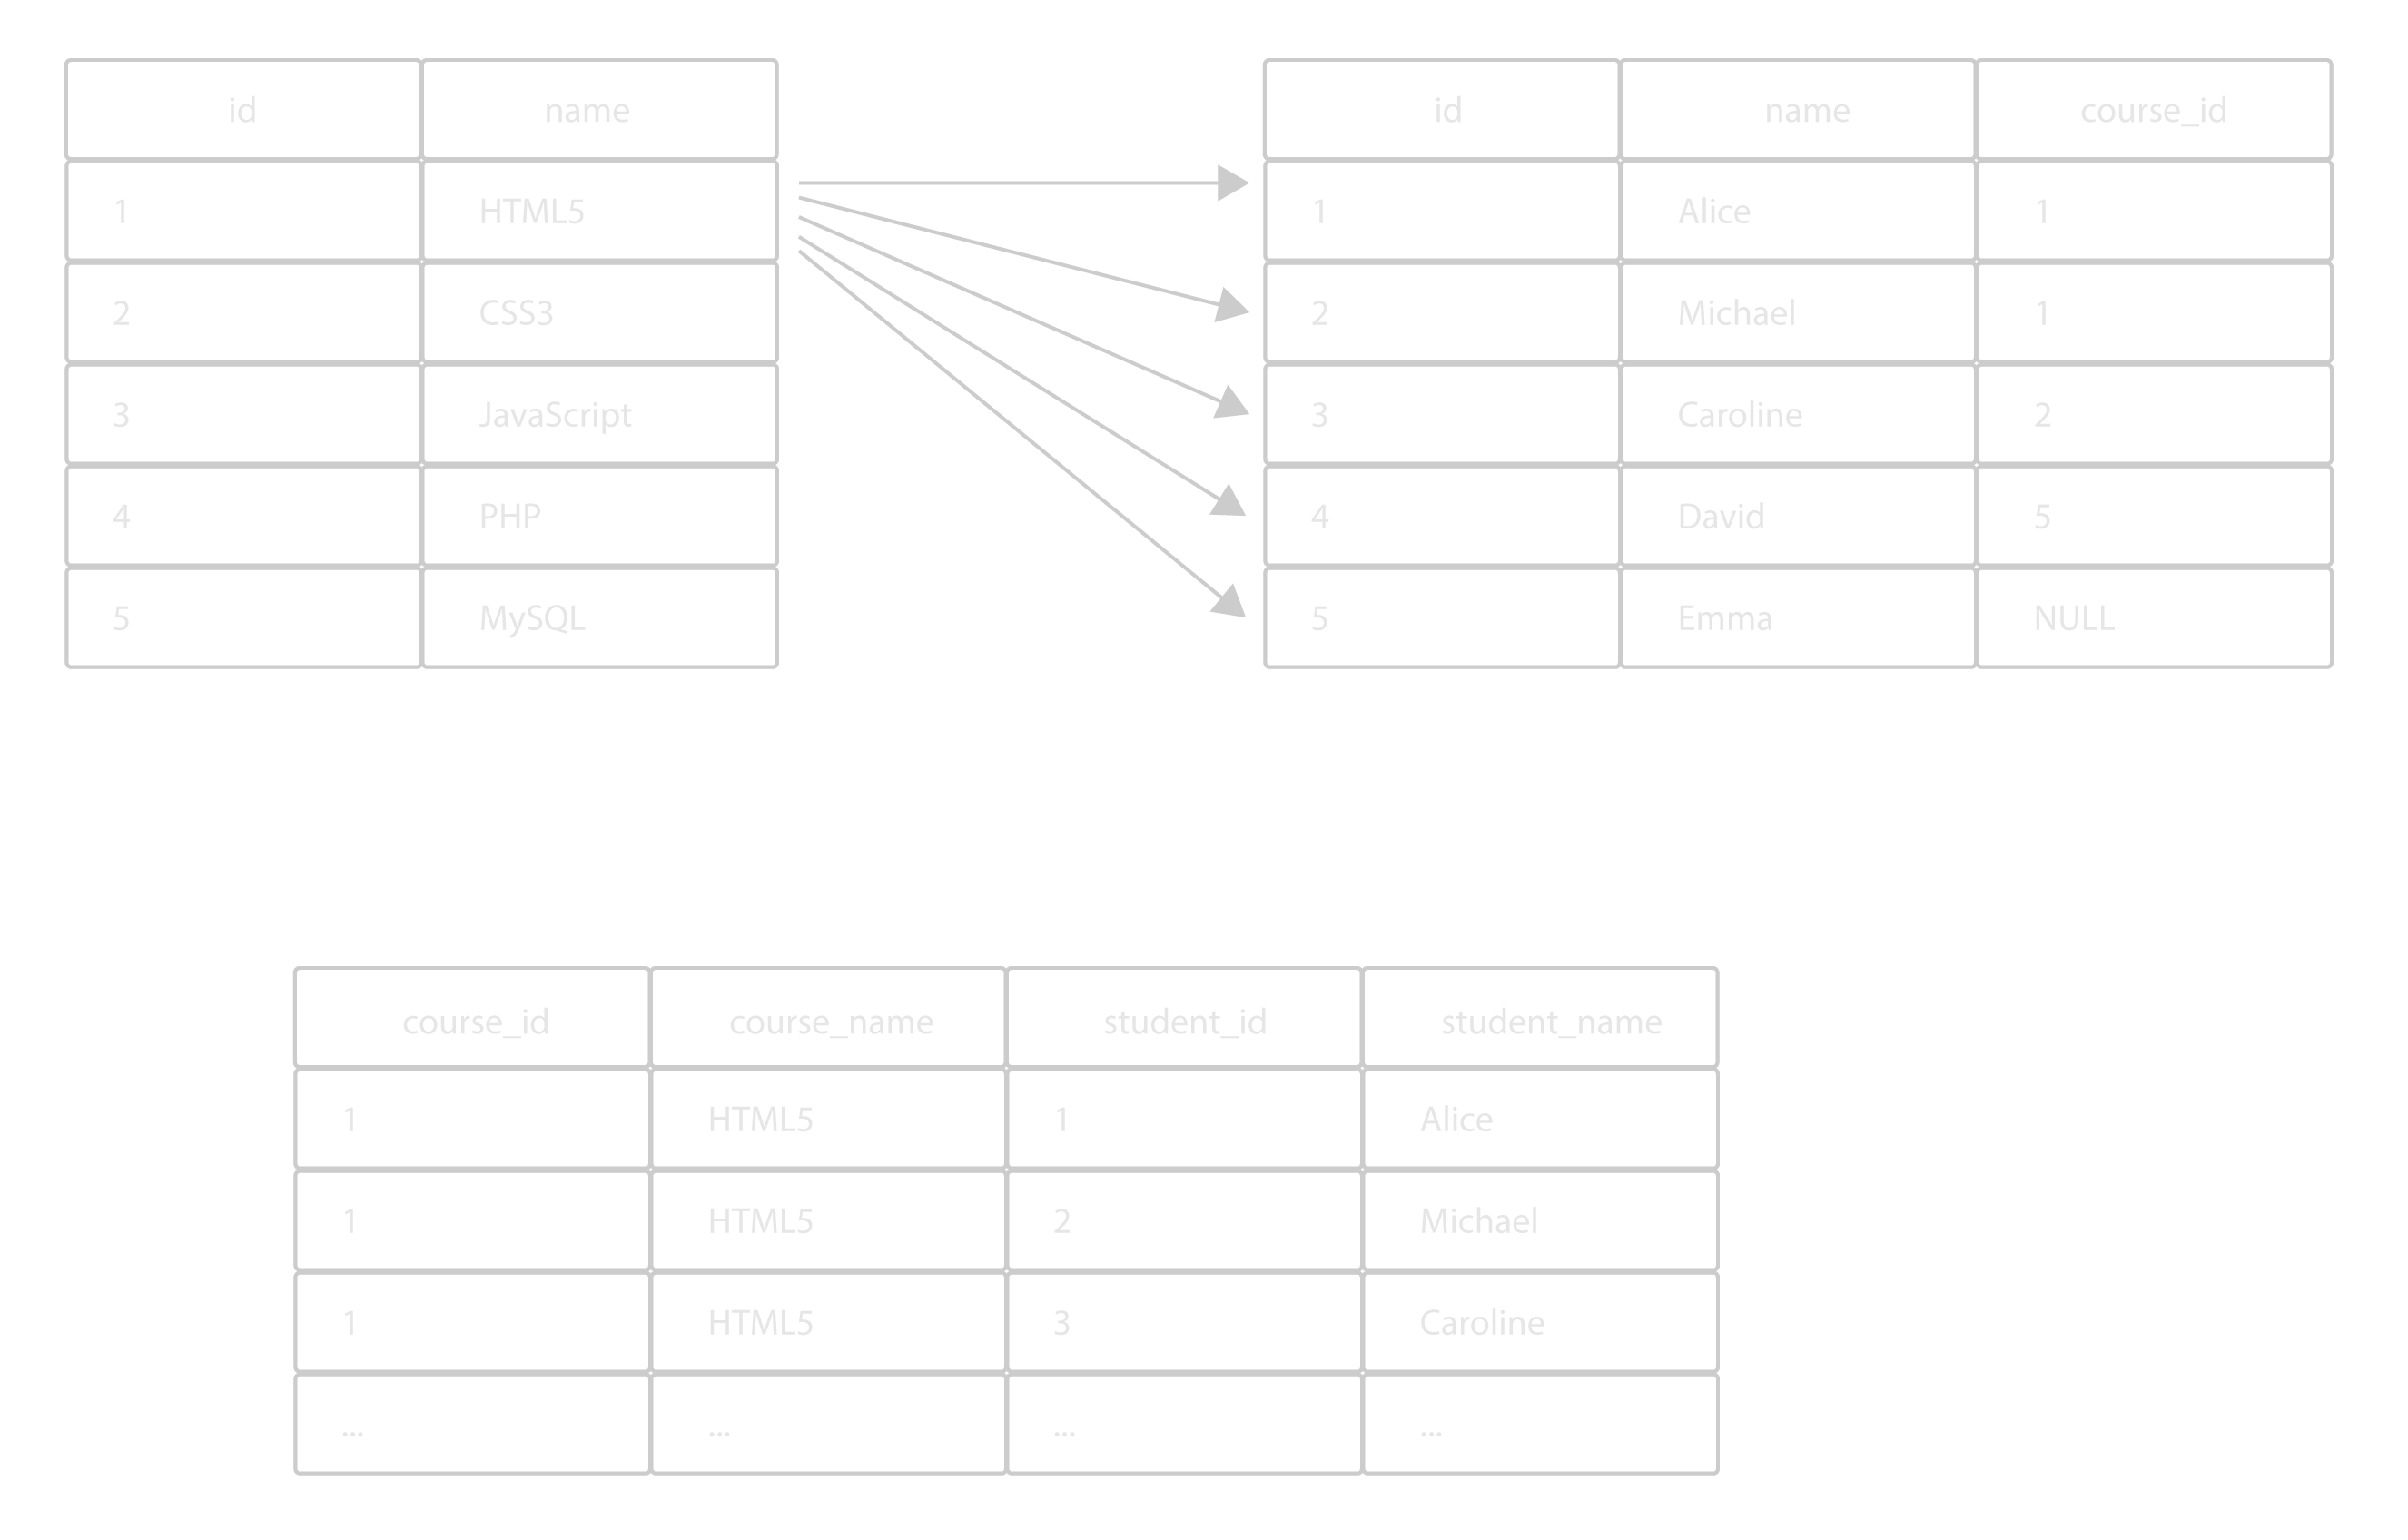 id name
1 HTML5
2 CSS3
3 JavaScript
4 PHP
5 MySQL
id name course_id
1 Alice 1
2 Michael 1
3 Caroline 2
4 David 5
5 Emma NULL
course_id course_name student_id student_name
1 HTML5 1 Alice
1 HTML5 2 Michael
1 HTML5 3 Caroline
... ... ... ...